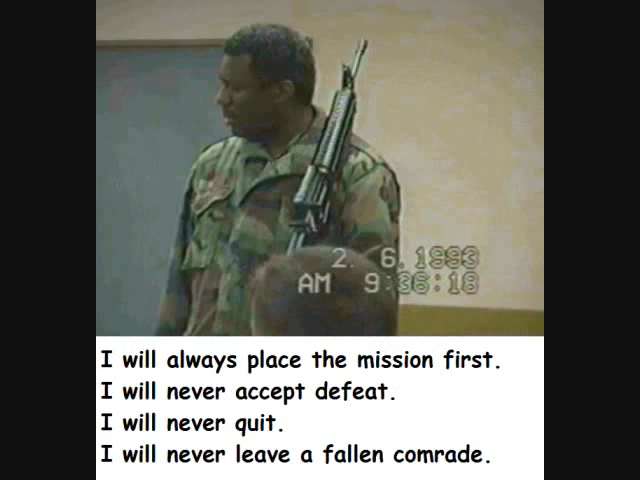 2. 6.1993
AM 9:36:18
I will always place the mission first.
I will never accept defeat.
I will never quit.
I will never leave a fallen comrade.